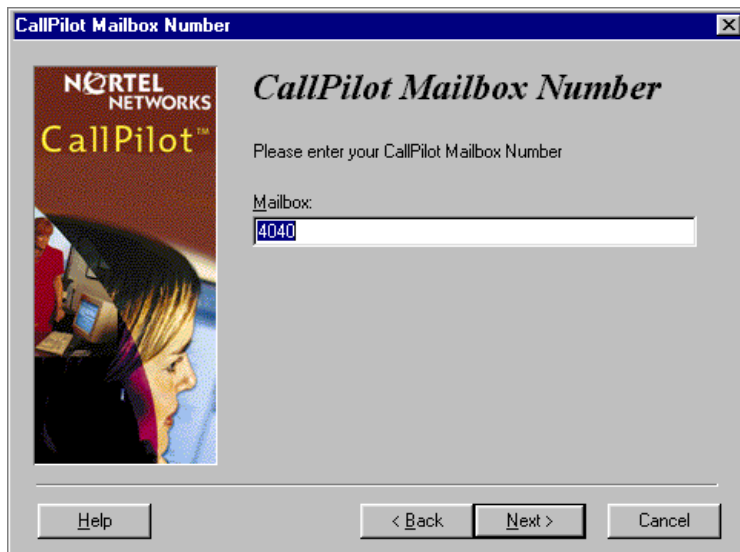 CallPilot Mailbox Number
NORTEL
NETWORKS
CallPilot™
CallPilot Mailbox Number
Please enter your CallPilot Mailbox Number
Mailbox:
4040
Help
< Back
Next >
Cancel